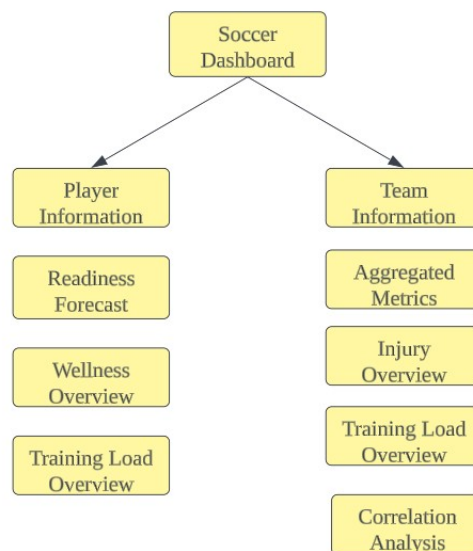 Soccer
Dashboard
Player
Information
Team
Information
Readiness
Forecast
Aggregated
Metrics
Wellness
Overview
Injury
Overview
Training Load
Overview
Training Load
Overview
Correlation
Analysis